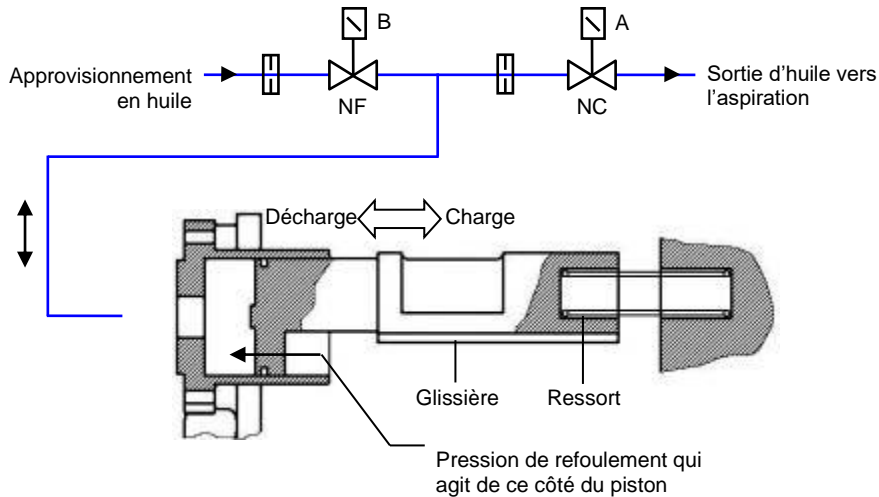 B
A
Approvisionnement
en huile
Sortie d'huile vers
l'aspiration
NF
NC
Décharge
Charge
Glissière
Ressort
Pression de refoulement qui
agit de ce côté du piston